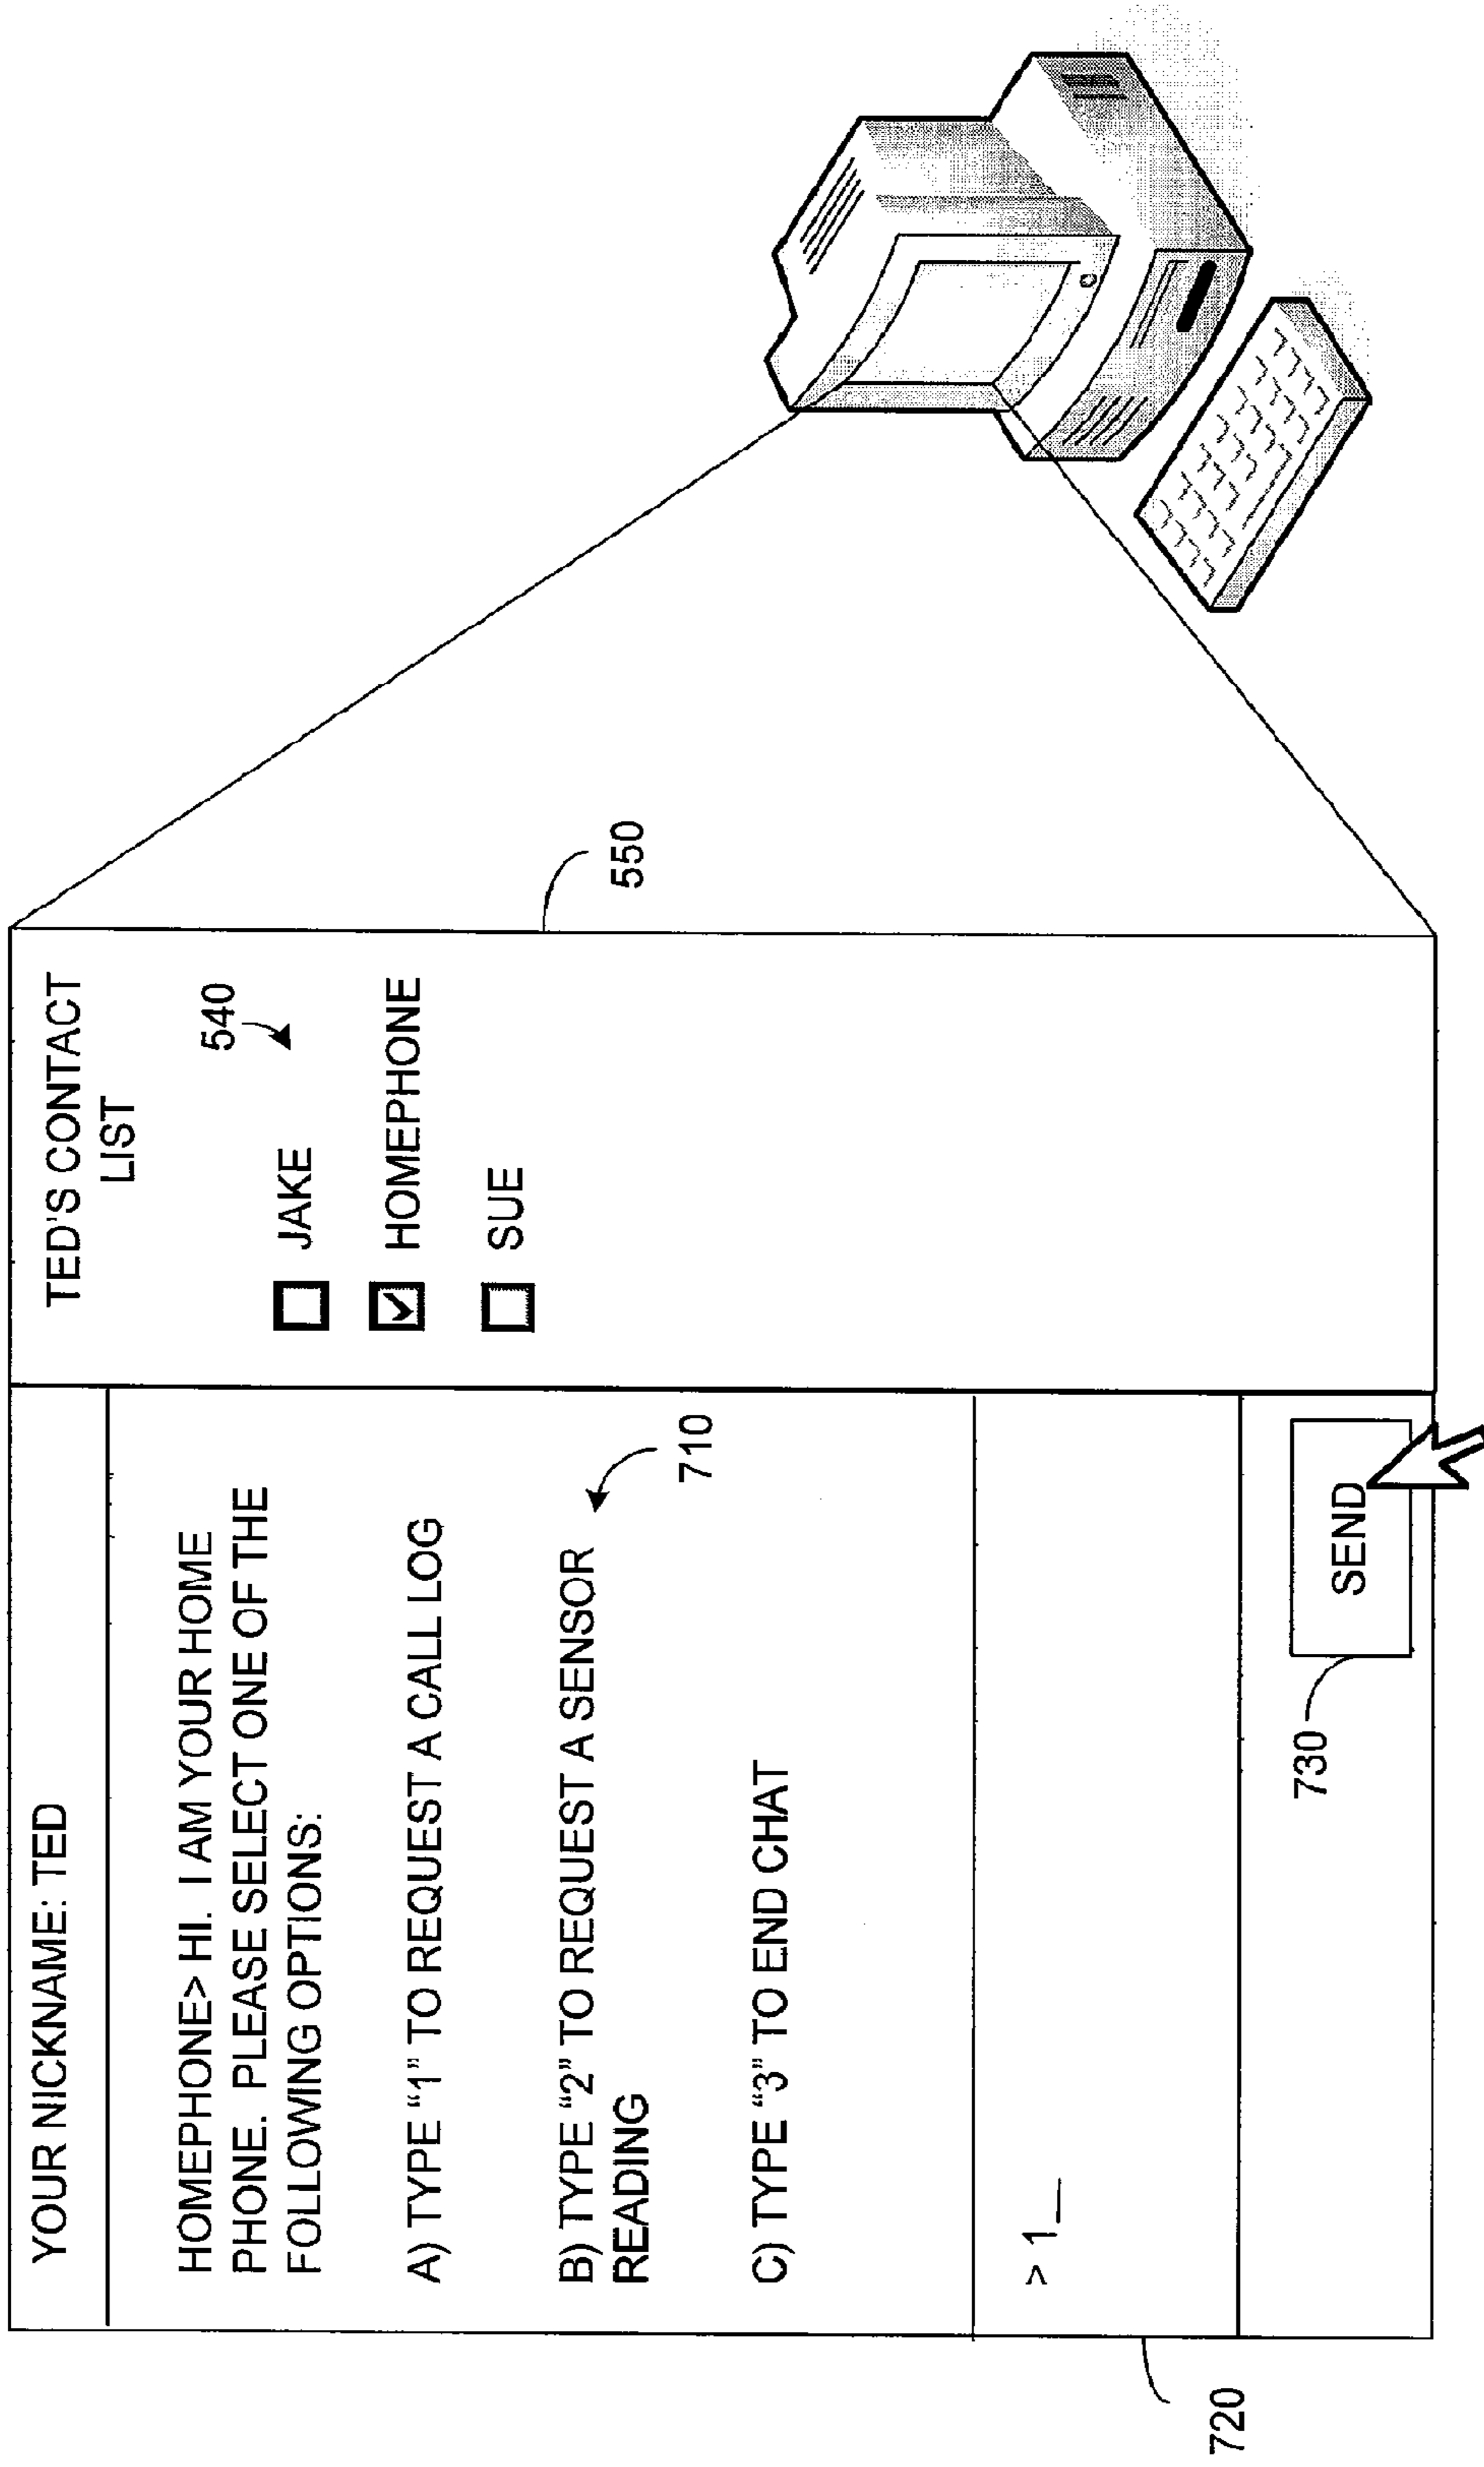 YOUR NICKNAME: TED
HOMEPHONE> HI. I AM YOUR HOME
PHONE. PLEASE SELECT ONE OF THE
FOLLOWING OPTIONS:
A) TYPE “1” TO REQUEST A CALL LOG
B) TYPE “2” TO REQUEST A SENSOR
READING
710
C) TYPE “3” TO END CHAT
> 1_
720
SEND
730
TED'S CONTACT
LIST
540
JAKE
HOMEPHONE
SUE
550